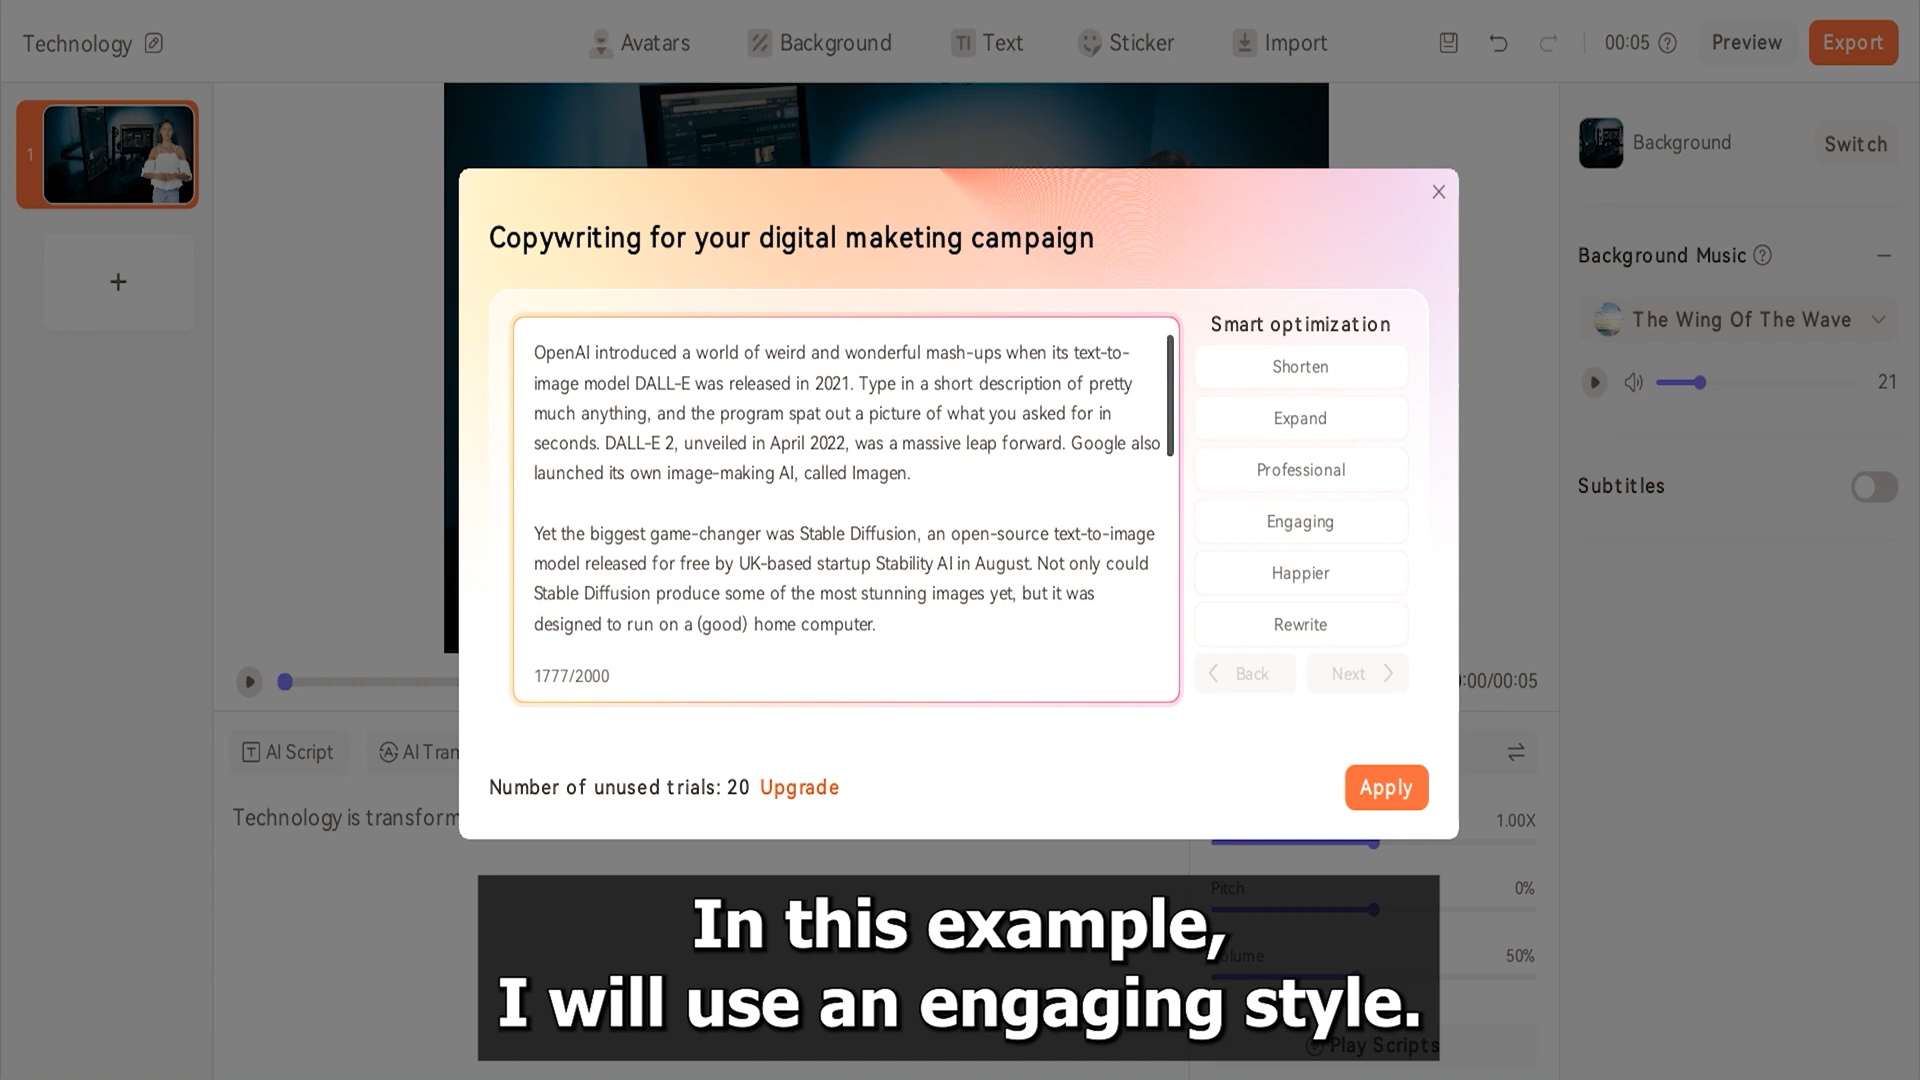 Technology
Avatars
Background
Text
Sticker
Import
00:05
Preview
Export
1
Background
Switch
Background Music
The Wing Of The Wave
21
Subtitles
Copywriting for your digital maketing campaign
OpenAI introduced a world of weird and wonderful mash-ups when its text-to-
image model DALL-E was released in 2021. Type in a short description of pretty
much anything, and the program spat out a picture of what you asked for in
seconds. DALL-E 2, unveiled in April 2022, was a massive leap forward. Google also
launched its own image-making AI, called Imagen.
Yet the biggest game-changer was Stable Diffusion, an open-source text-to-image
model released for free by UK-based startup Stability AI in August. Not only could
Stable Diffusion produce some of the most stunning images yet, but it was
designed to run on a (good) home computer.
1777/2000
Smart optimization
Shorten
Expand
Professional
Engaging
Happier
Rewrite
Back
Next
Number of unused trials: 20 Upgrade
Apply
:00/00:05
AI Script
AI Tran
Technology is transform
1.00X
Pitch
0%
Volume
50%
Play Scripts
In this example,
I will use an engaging style.